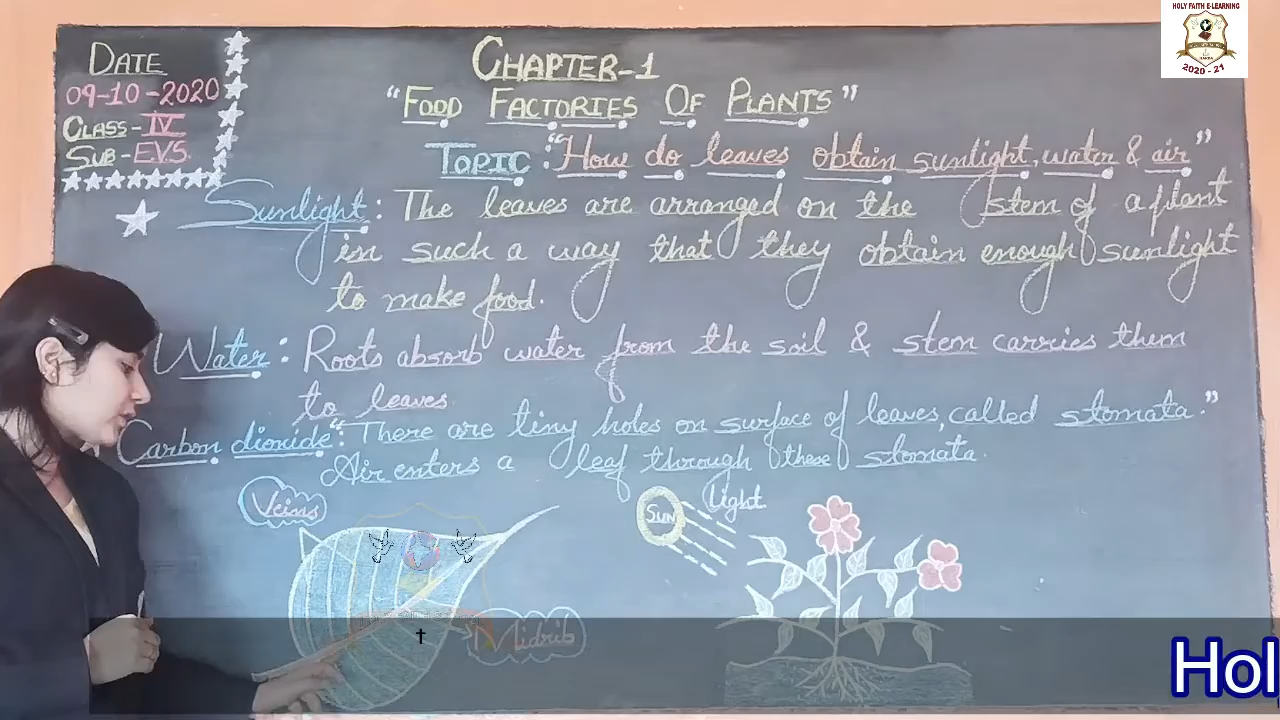 HOLY FAITH E-LEARNING
2020 - 21
DATE
09-10-2020
CLASS-IV
SUB-E.V.S.
CHAPTER-1
"FOOD FACTORIES OF PLANTS"
TOPIC: "How do leaves obtain sunlight, water & air"
Sunlight: The leaves are arranged on the stem of a plant
in such a way that they obtain enough sunlight
to make food.
Water: Roots absorb water from the soil & stem carries them
to leaves
Carbon dioxide "There are tiny holes on surface of leaves, called stomata."
Air enters a leaf through these stomata.
Veins
SUN
Light
Midrib